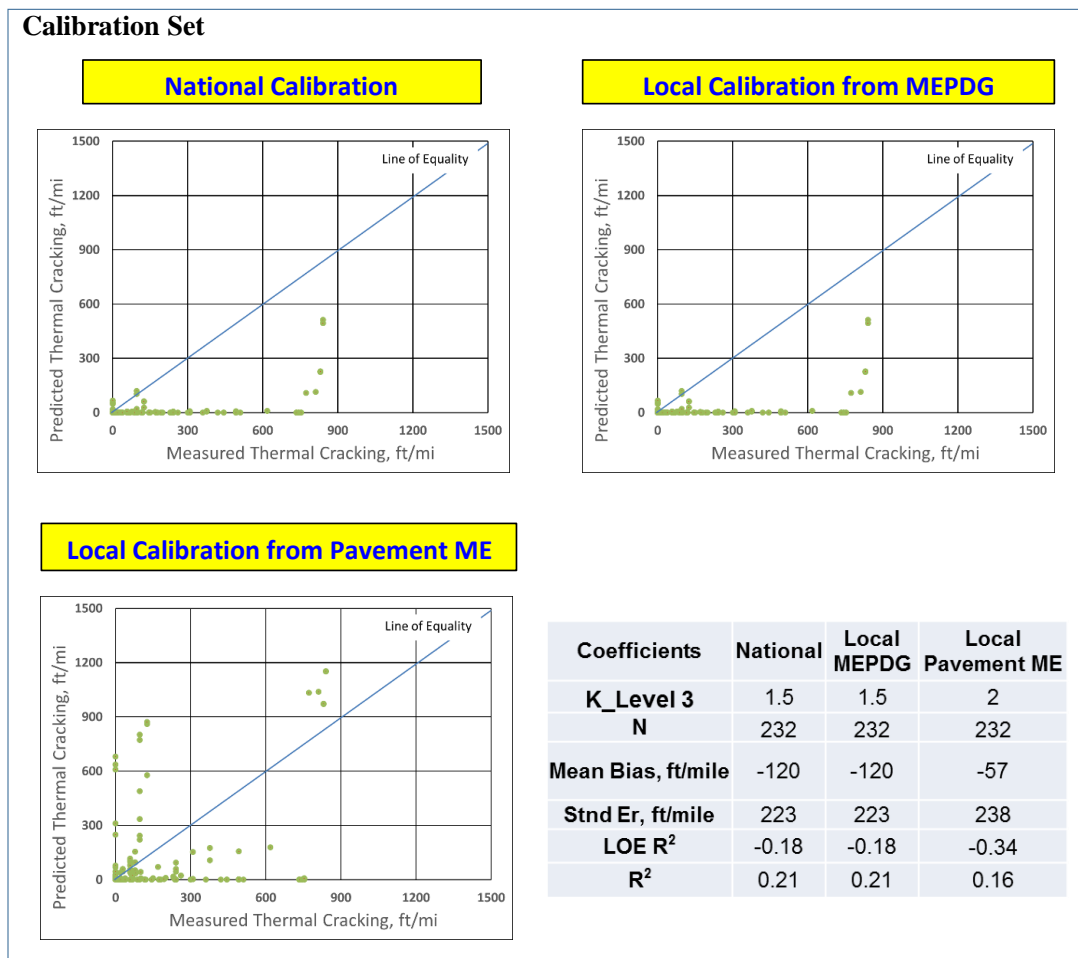 Calibration Set
National Calibration
Local Calibration from MEPDG
Predicted Thermal Cracking, ft/mi
1500
1200
900
600
300
0
Line of Equality
0 300 600 900 1200 1500
Measured Thermal Cracking, ft/mi
Predicted Thermal Cracking, ft/mi
1500
1200
900
600
300
0
Line of Equality
0 300 600 900 1200 1500
Measured Thermal Cracking, ft/mi
Local Calibration from Pavement ME
Predicted Thermal Cracking, ft/mi
1500
1200
900
600
300
0
Line of Equality
0 300 600 900 1200 1500
Measured Thermal Cracking, ft/mi
Coefficients National Local MEPDG Local Pavement ME
K_Level 3 1.5 1.5 2
N 232 232 232
Mean Bias, ft/mile -120 -120 -57
Stnd Er, ft/mile 223 223 238
LOE R² -0.18 -0.18 -0.34
R² 0.21 0.21 0.16